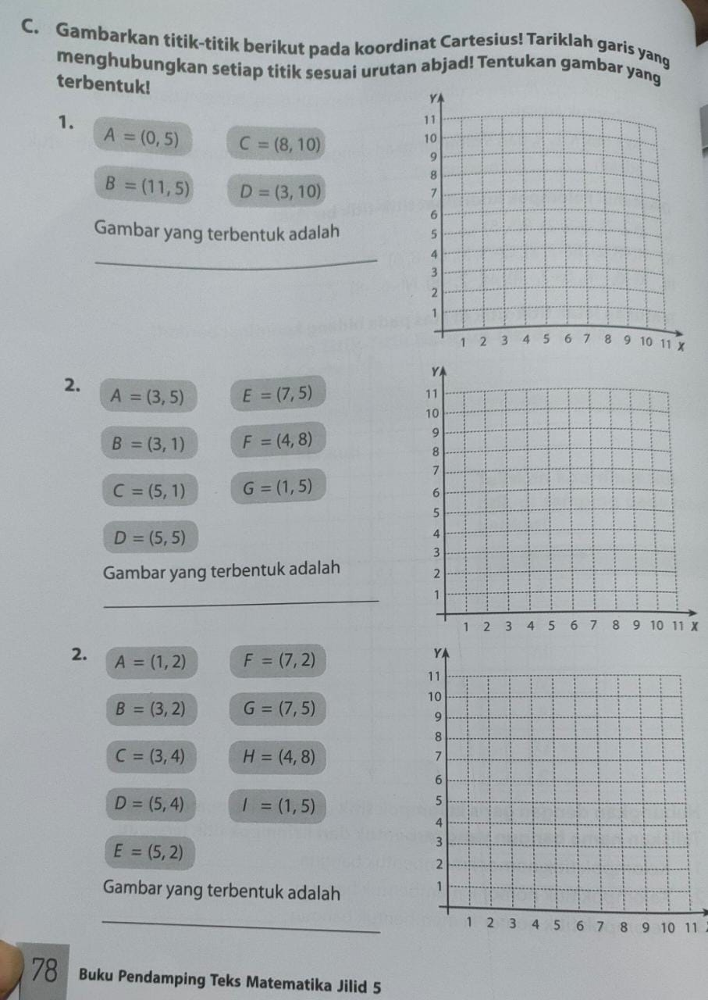 C. Gambarkan titik-titik berikut pada koordinat Cartesius! Tariklah garis yang
menghubungkan setiap titik sesuai urutan abjad! Tentukan gambar yang
terbentuk!
1.
A = (0, 5) C = (8, 10)
B = (11, 5) D = (3, 10)
Gambar yang terbentuk adalah
Y
11
10
9
8
7
6
5
4
3
2
1
1 2 3 4 5 6 7 8 9 10 11 X
2.
A = (3, 5) E = (7, 5)
B = (3, 1) F = (4, 8)
C = (5, 1) G = (1, 5)
D = (5, 5)
Gambar yang terbentuk adalah
Y
11
10
9
8
7
6
5
4
3
2
1
1 2 3 4 5 6 7 8 9 10 11 X
2.
A = (1, 2) F = (7, 2)
B = (3, 2) G = (7, 5)
C = (3, 4) H = (4, 8)
D = (5, 4) I = (1, 5)
E = (5, 2)
Gambar yang terbentuk adalah
Y
11
10
9
8
7
6
5
4
3
2
1
1 2 3 4 5 6 7 8 9 10 11
78 Buku Pendamping Teks Matematika Jilid 5